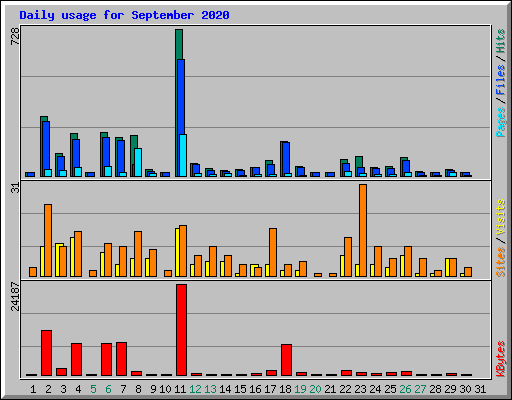 Daily usage for September 2020
728
Pages / Files / Hits
31
Sites / Visits
24187
KBytes
1 2 3 4 5 6 7 8 9 10 11 12 13 14 15 16 17 18 19 20 21 22 23 24 25 26 27 28 29 30 31